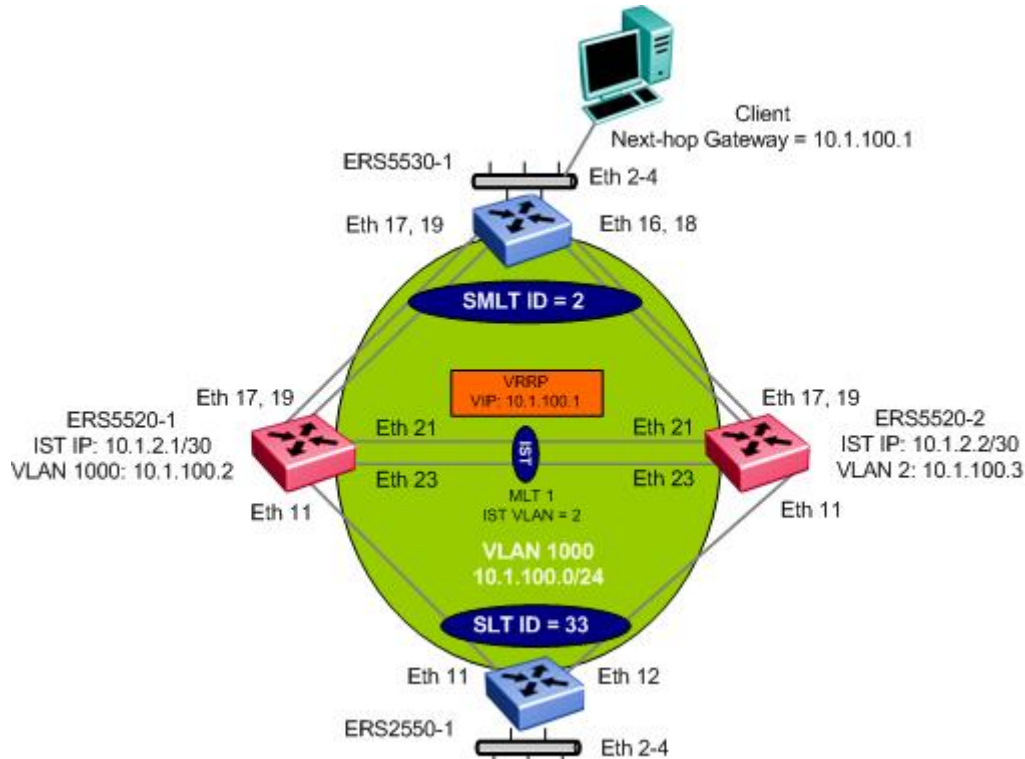 Client
Next-hop Gateway = 10.1.100.1
ERS5530-1
Eth 2-4
Eth 17, 19
Eth 16, 18
SMLT ID = 2
VRRP
VIP: 10.1.100.1
Eth 17, 19
Eth 17, 19
ERS5520-1
IST IP: 10.1.2.1/30
VLAN 1000: 10.1.100.2
Eth 21
IST
Eth 21
ERS5520-2
IST IP: 10.1.2.2/30
VLAN 2: 10.1.100.3
Eth 23
Eth 23
MLT 1
IST VLAN = 2
Eth 11
Eth 11
VLAN 1000
10.1.100.0/24
SLT ID = 33
Eth 11
Eth 12
ERS2550-1
Eth 2-4